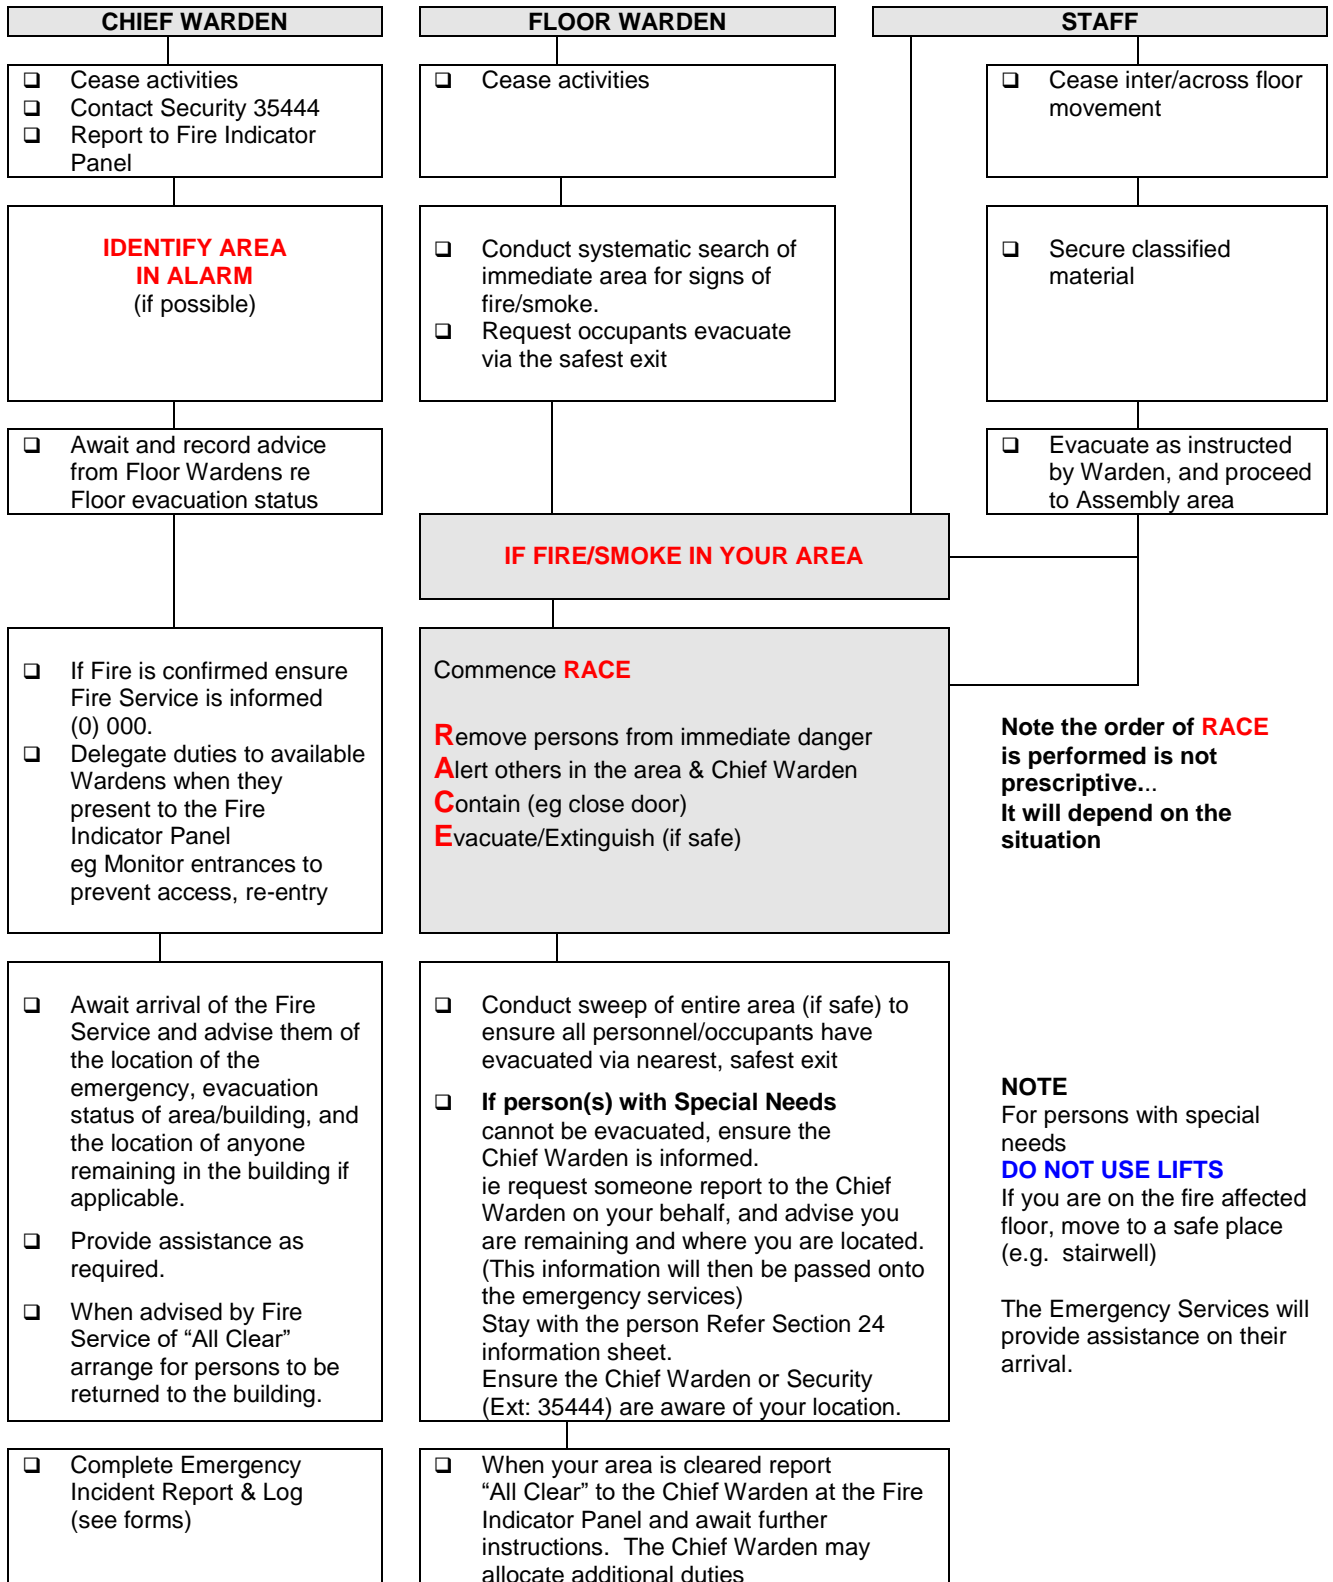 CHIEF WARDEN
❑ Cease activities
❑ Contact Security 35444
❑ Report to Fire Indicator
Panel
IDENTIFY AREA
IN ALARM
(if possible)
❑ Await and record advice
from Floor Wardens re
Floor evacuation status
❑ If Fire is confirmed ensure
Fire Service is informed
(0) 000.
❑ Delegate duties to available
Wardens when they
present to the Fire
Indicator Panel
eg Monitor entrances to
prevent access, re-entry
❑ Await arrival of the Fire
Service and advise them of
the location of the
emergency, evacuation
status of area/building, and
the location of anyone
remaining in the building if
applicable.
❑ Provide assistance as
required.
❑ When advised by Fire
Service of “All Clear”
arrange for persons to be
returned to the building.
❑ Complete Emergency
Incident Report & Log
(see forms)
FLOOR WARDEN
❑ Cease activities
❑ Conduct systematic search of
immediate area for signs of
fire/smoke.
❑ Request occupants evacuate
via the safest exit
IF FIRE/SMOKE IN YOUR AREA
Commence RACE
Remove persons from immediate danger
Alert others in the area & Chief Warden
Contain (eg close door)
Evacuate/Extinguish (if safe)
❑ Conduct sweep of entire area (if safe) to
ensure all personnel/occupants have
evacuated via nearest, safest exit
❑ If person(s) with Special Needs
cannot be evacuated, ensure the
Chief Warden is informed.
ie request someone report to the Chief
Warden on your behalf, and advise you
are remaining and where you are located.
(This information will then be passed onto
the emergency services)
Stay with the person Refer Section 24
information sheet.
Ensure the Chief Warden or Security
(Ext: 35444) are aware of your location.
❑ When your area is cleared report
“All Clear” to the Chief Warden at the Fire
Indicator Panel and await further
instructions. The Chief Warden may
allocate additional duties
STAFF
❑ Cease inter/across floor
movement
❑ Secure classified
material
❑ Evacuate as instructed
by Warden, and proceed
to Assembly area
Note the order of RACE
is performed is not
prescriptive...
It will depend on the
situation
NOTE
For persons with special
needs
DO NOT USE LIFTS
If you are on the fire affected
floor, move to a safe place
(e.g. stairwell)
The Emergency Services will
provide assistance on their
arrival.